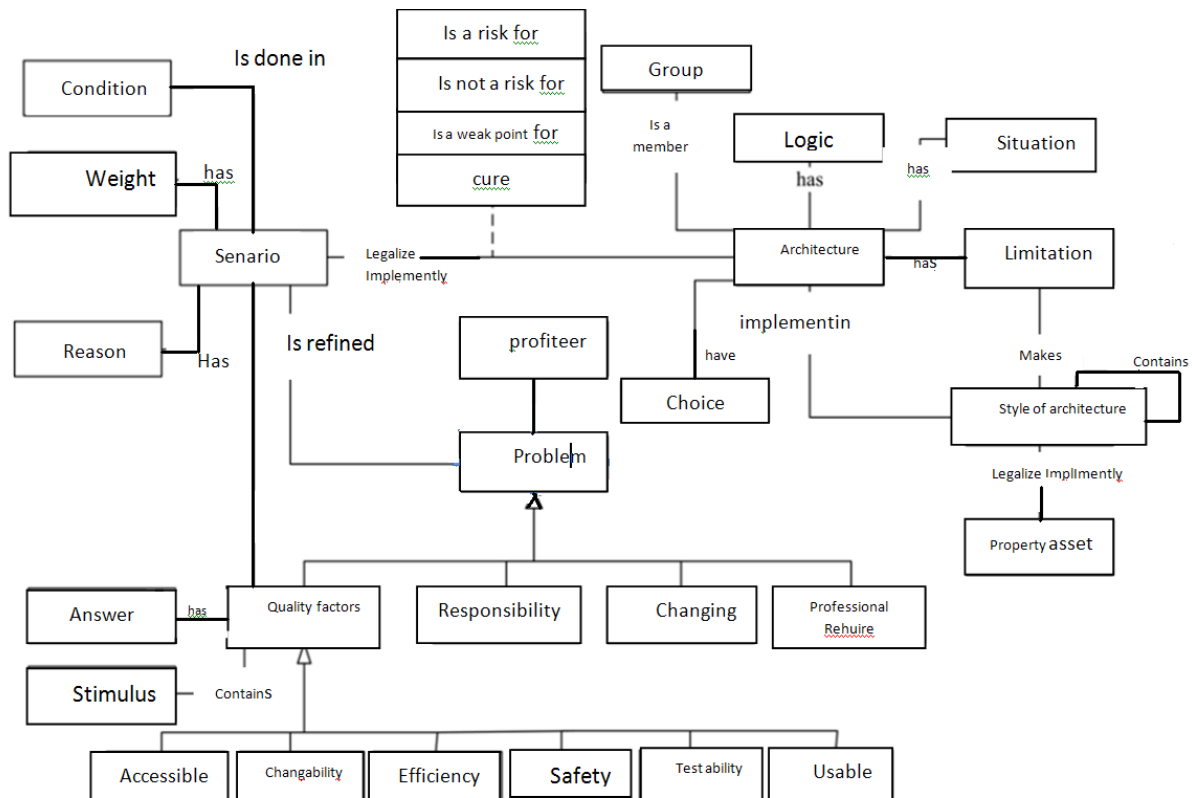 Is a risk for
Is done in
Is not a risk for
Group
Condition
Is a weak point for
Is a
member
Logic
Situation
Weight
has
cure
has
has
Senario
Legalize
Implemently
Architecture
haS
Limitation
Reason
Has
Is refined
profiteer
implementin
have
Makes
Contains
Choice
Style of architecture
Problem
Legalize ImplImently
Property asset
Answer
has
Quality factors
Responsibility
Changing
Professional
Rehuire
Stimulus
ContainS
Accessible
Changability
Efficiency
Safety
Test ability
Usable